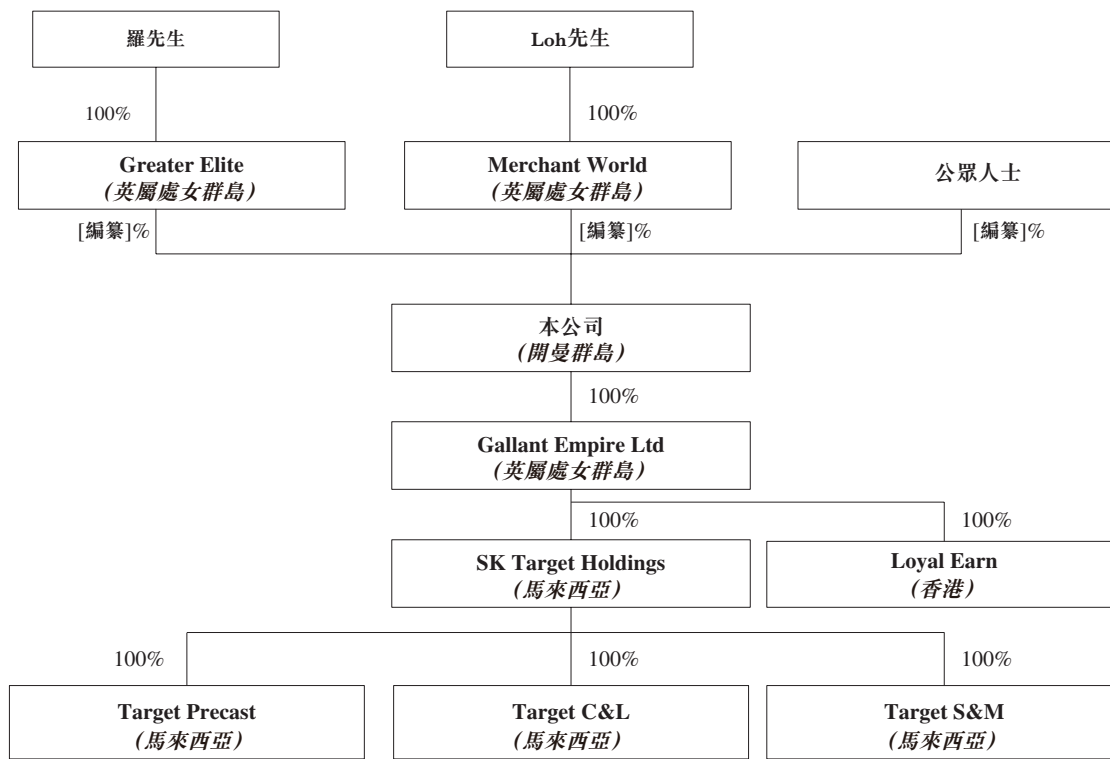 羅先生
Loh先生
100%
100%
Greater Elite
(英屬處女群島)
Merchant World
(英屬處女群島)
公眾人士
[編纂]%
[編纂]%
[編纂]%
本公司
(開曼群島)
100%
Gallant Empire Ltd
(英屬處女群島)
100%
100%
SK Target Holdings
(馬來西亞)
Loyal Earn
(香港)
100%
100%
100%
Target Precast
(馬來西亞)
Target C&L
(馬來西亞)
Target S&M
(馬來西亞)